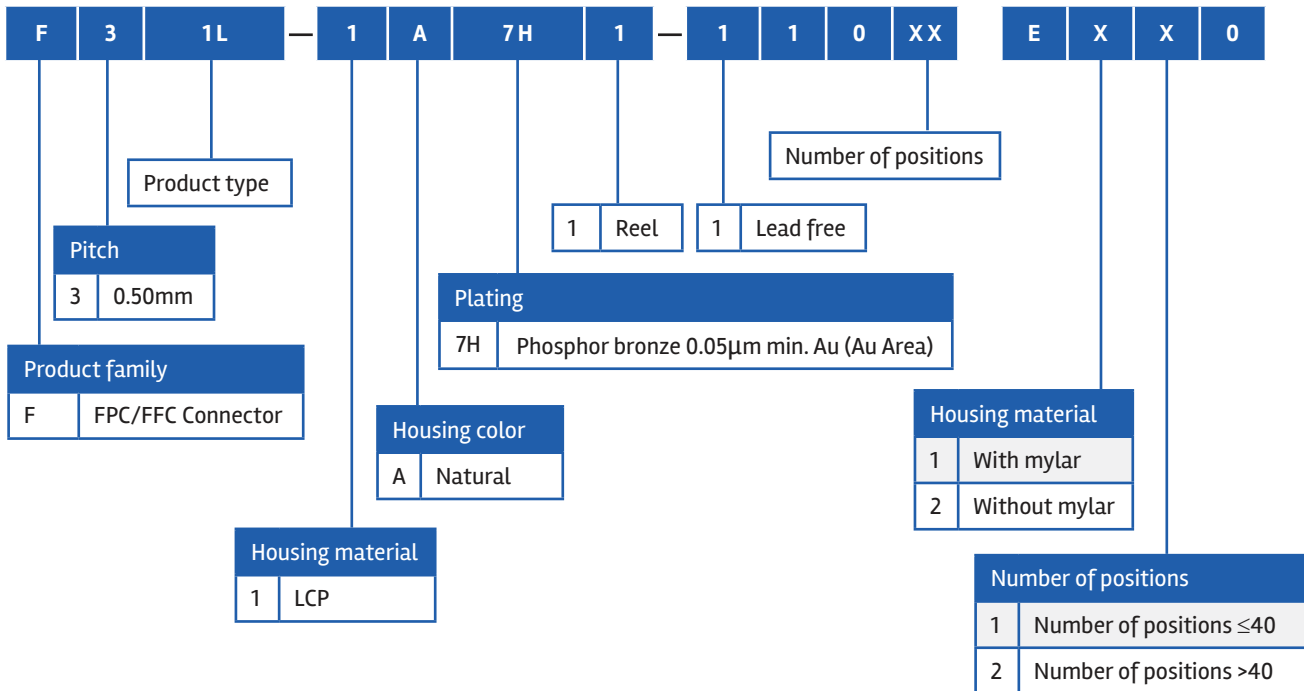 F 3 1L — 1 A 7H 1 — 1 1 0 XX E X X 0
Number of positions
Product type
1 Reel
1 Lead free
Pitch
3 0.50mm
Plating
7H Phosphor bronze 0.05µm min. Au (Au Area)
Product family
F FPC/FFC Connector
Housing color
A Natural
Housing material
1 With mylar
2 Without mylar
Housing material
1 LCP
Number of positions
1 Number of positions ≤40
2 Number of positions >40